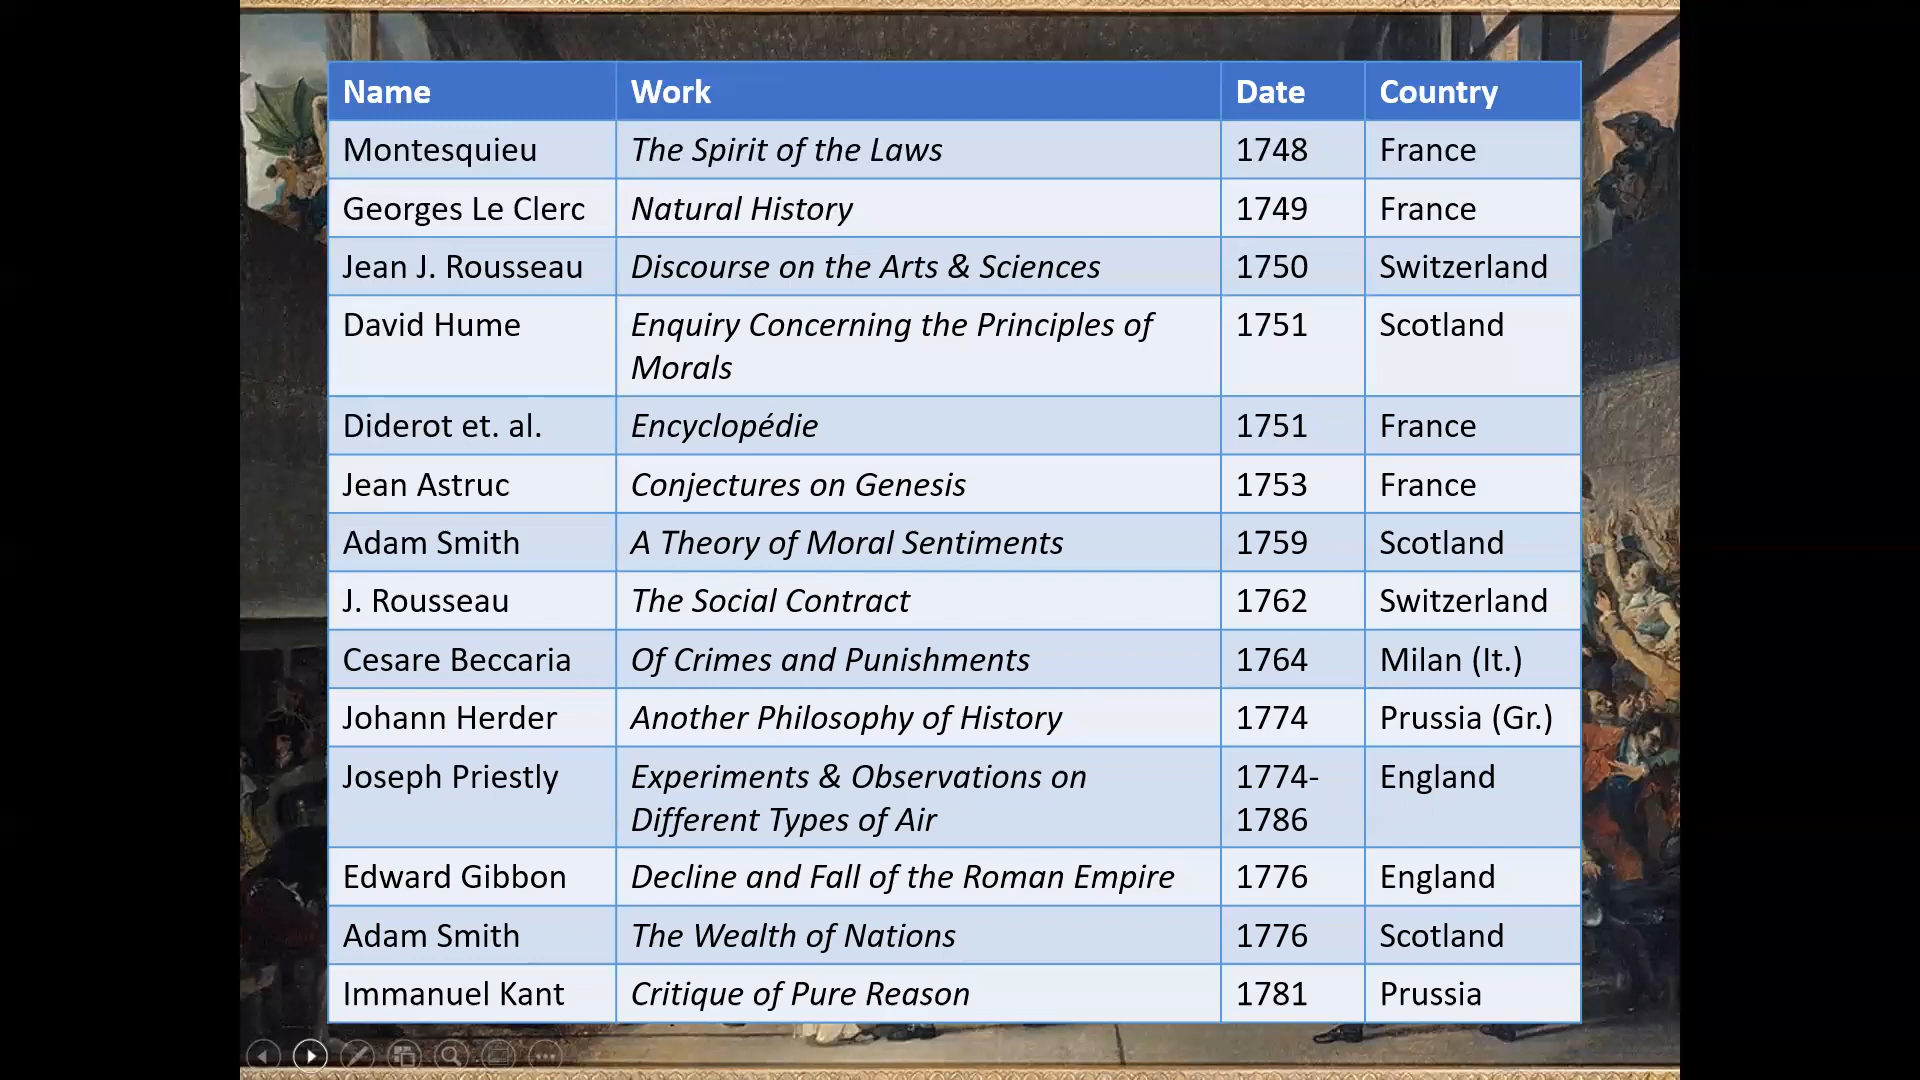 Name Work Date Country
Montesquieu The Spirit of the Laws 1748 France
Georges Le Clerc Natural History 1749 France
Jean J. Rousseau Discourse on the Arts & Sciences 1750 Switzerland
David Hume Enquiry Concerning the Principles of 1751 Scotland
Morals
Diderot et. al. Encyclopédie 1751 France
Jean Astruc Conjectures on Genesis 1753 France
Adam Smith A Theory of Moral Sentiments 1759 Scotland
J. Rousseau The Social Contract 1762 Switzerland
Cesare Beccaria Of Crimes and Punishments 1764 Milan (It.)
Johann Herder Another Philosophy of History 1774 Prussia (Gr.)
Joseph Priestly Experiments & Observations on 1774- England
Different Types of Air 1786
Edward Gibbon Decline and Fall of the Roman Empire 1776 England
Adam Smith The Wealth of Nations 1776 Scotland
Immanuel Kant Critique of Pure Reason 1781 Prussia